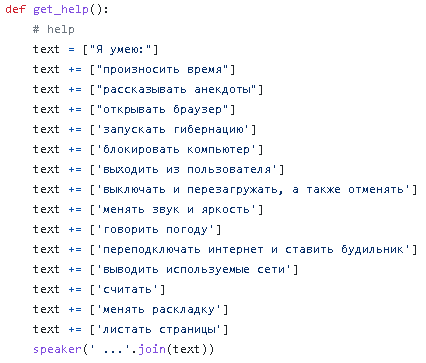 def get_help():
    # help
    text = ["Я умею:"]
    text += ["произносить время"]
    text += ["рассказывать анекдоты"]
    text += ["открывать браузер"]
    text += ['запускать гибернацию']
    text += ['блокировать компьютер']
    text += ['выходить из пользователя']
    text += ['выключать и перезагружать, а также отменять']
    text += ['менять звук и яркость']
    text += ['говорить погоду']
    text += ['переподключать интернет и ставить будильник']
    text += ['выводить используемые сети']
    text += ['считать']
    text += ['менять раскладку']
    text += ['листать страницы']
    speaker(' ...'.join(text))